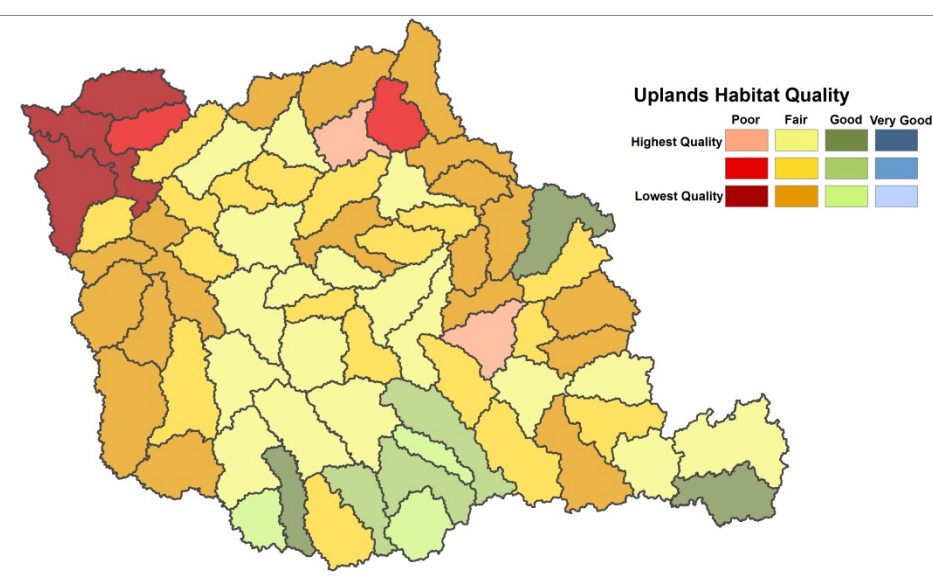 Uplands Habitat Quality
Poor Fair Good Very Good
Highest Quality
Lowest Quality